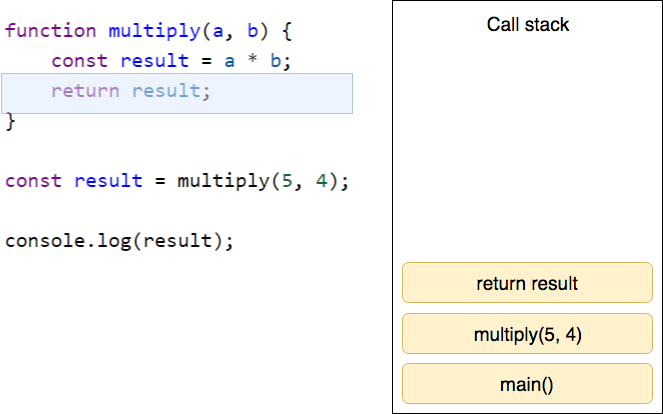 function multiply(a, b) {
    const result = a * b;
    return result;
}
const result = multiply(5, 4);
console.log(result);
Call stack
return result
multiply(5, 4)
main()